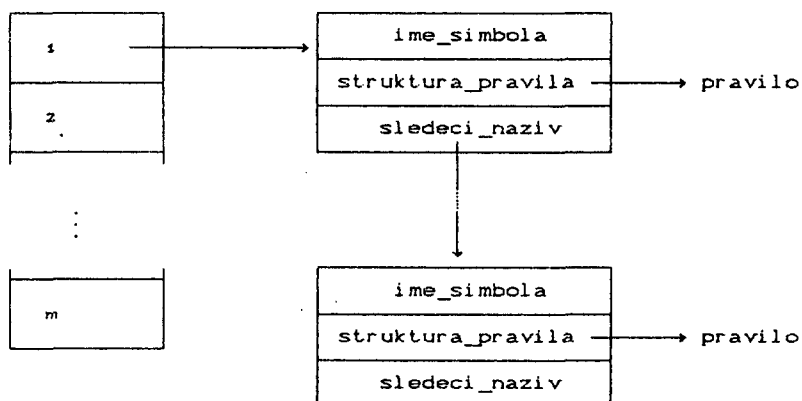 1
ime_simbola
struktura_pravila
pravilo
2
sledeci_naziv
ime_simbola
m
struktura_pravila
pravilo
sledeci_naziv